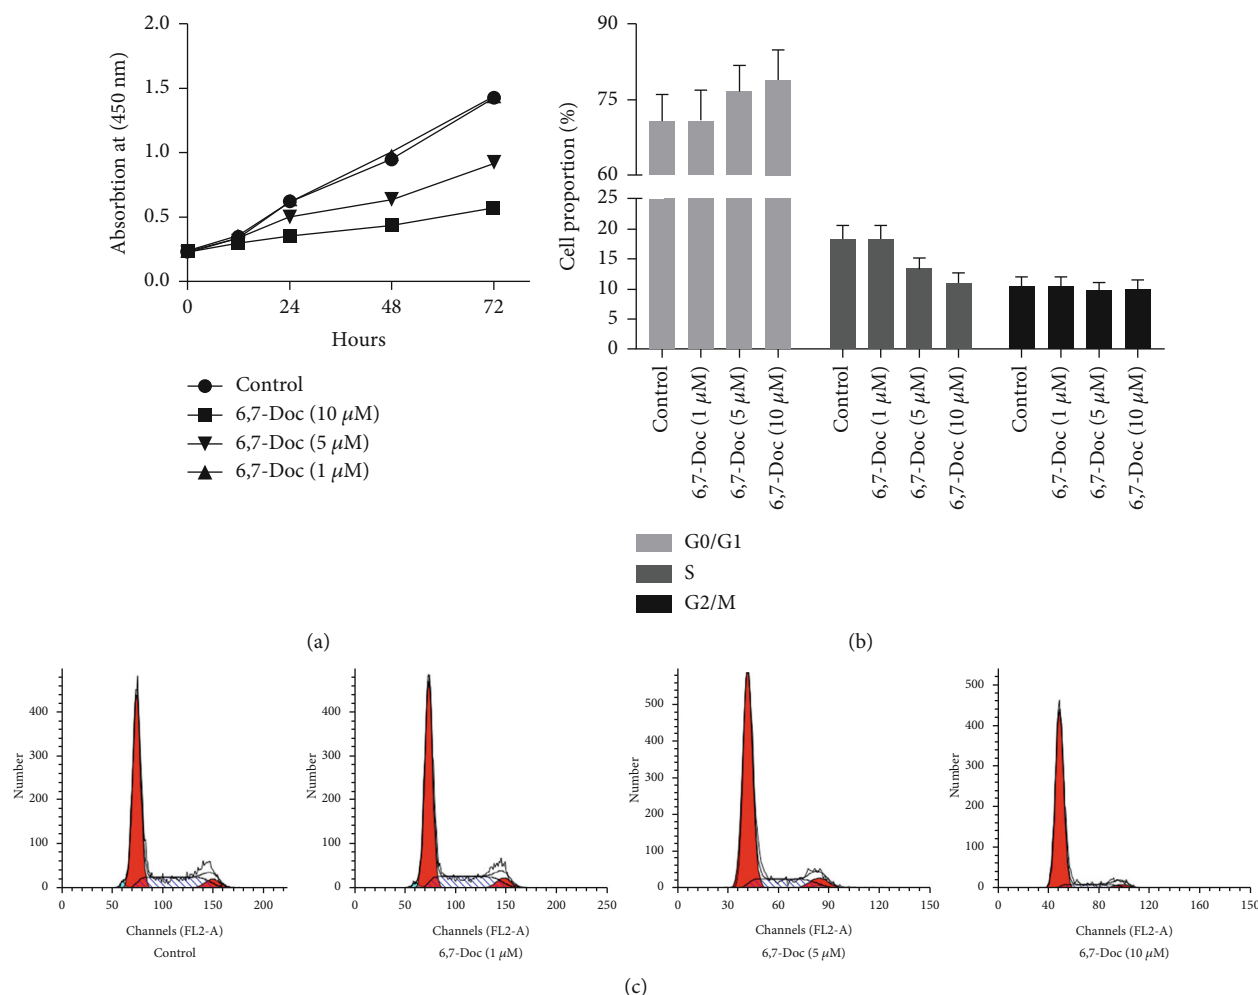 2.0
1.5
1.0
0.5
0.0
Absorbtion at (450 nm)
0 24 48 72
Hours
Control
6,7-Doc (10 μM)
6,7-Doc (5 μM)
6,7-Doc (1 μM)
(a)
90
75
60
25
20
15
10
5
0
Cell proportion (%)
Control
6,7-Doc (1 μM)
6,7-Doc (5 μM)
6,7-Doc (10 μM)
Control
6,7-Doc (1 μM)
6,7-Doc (5 μM)
6,7-Doc (10 μM)
Control
6,7-Doc (1 μM)
6,7-Doc (5 μM)
6,7-Doc (10 μM)
G0/G1
S
G2/M
(b)
400
300
200
100
0
Number
0 50 100 150 200
Channels (FL2-A)
Control
400
300
200
100
0
Number
0 50 100 150 200 250
Channels (FL2-A)
6,7-Doc (1 μM)
500
400
300
200
100
0
Number
0 30 60 90 120 150
Channels (FL2-A)
6,7-Doc (5 μM)
500
400
300
200
100
0
Number
0 40 80 120 150 150
Channels (FL2-A)
6,7-Doc (10 μM)
(c)